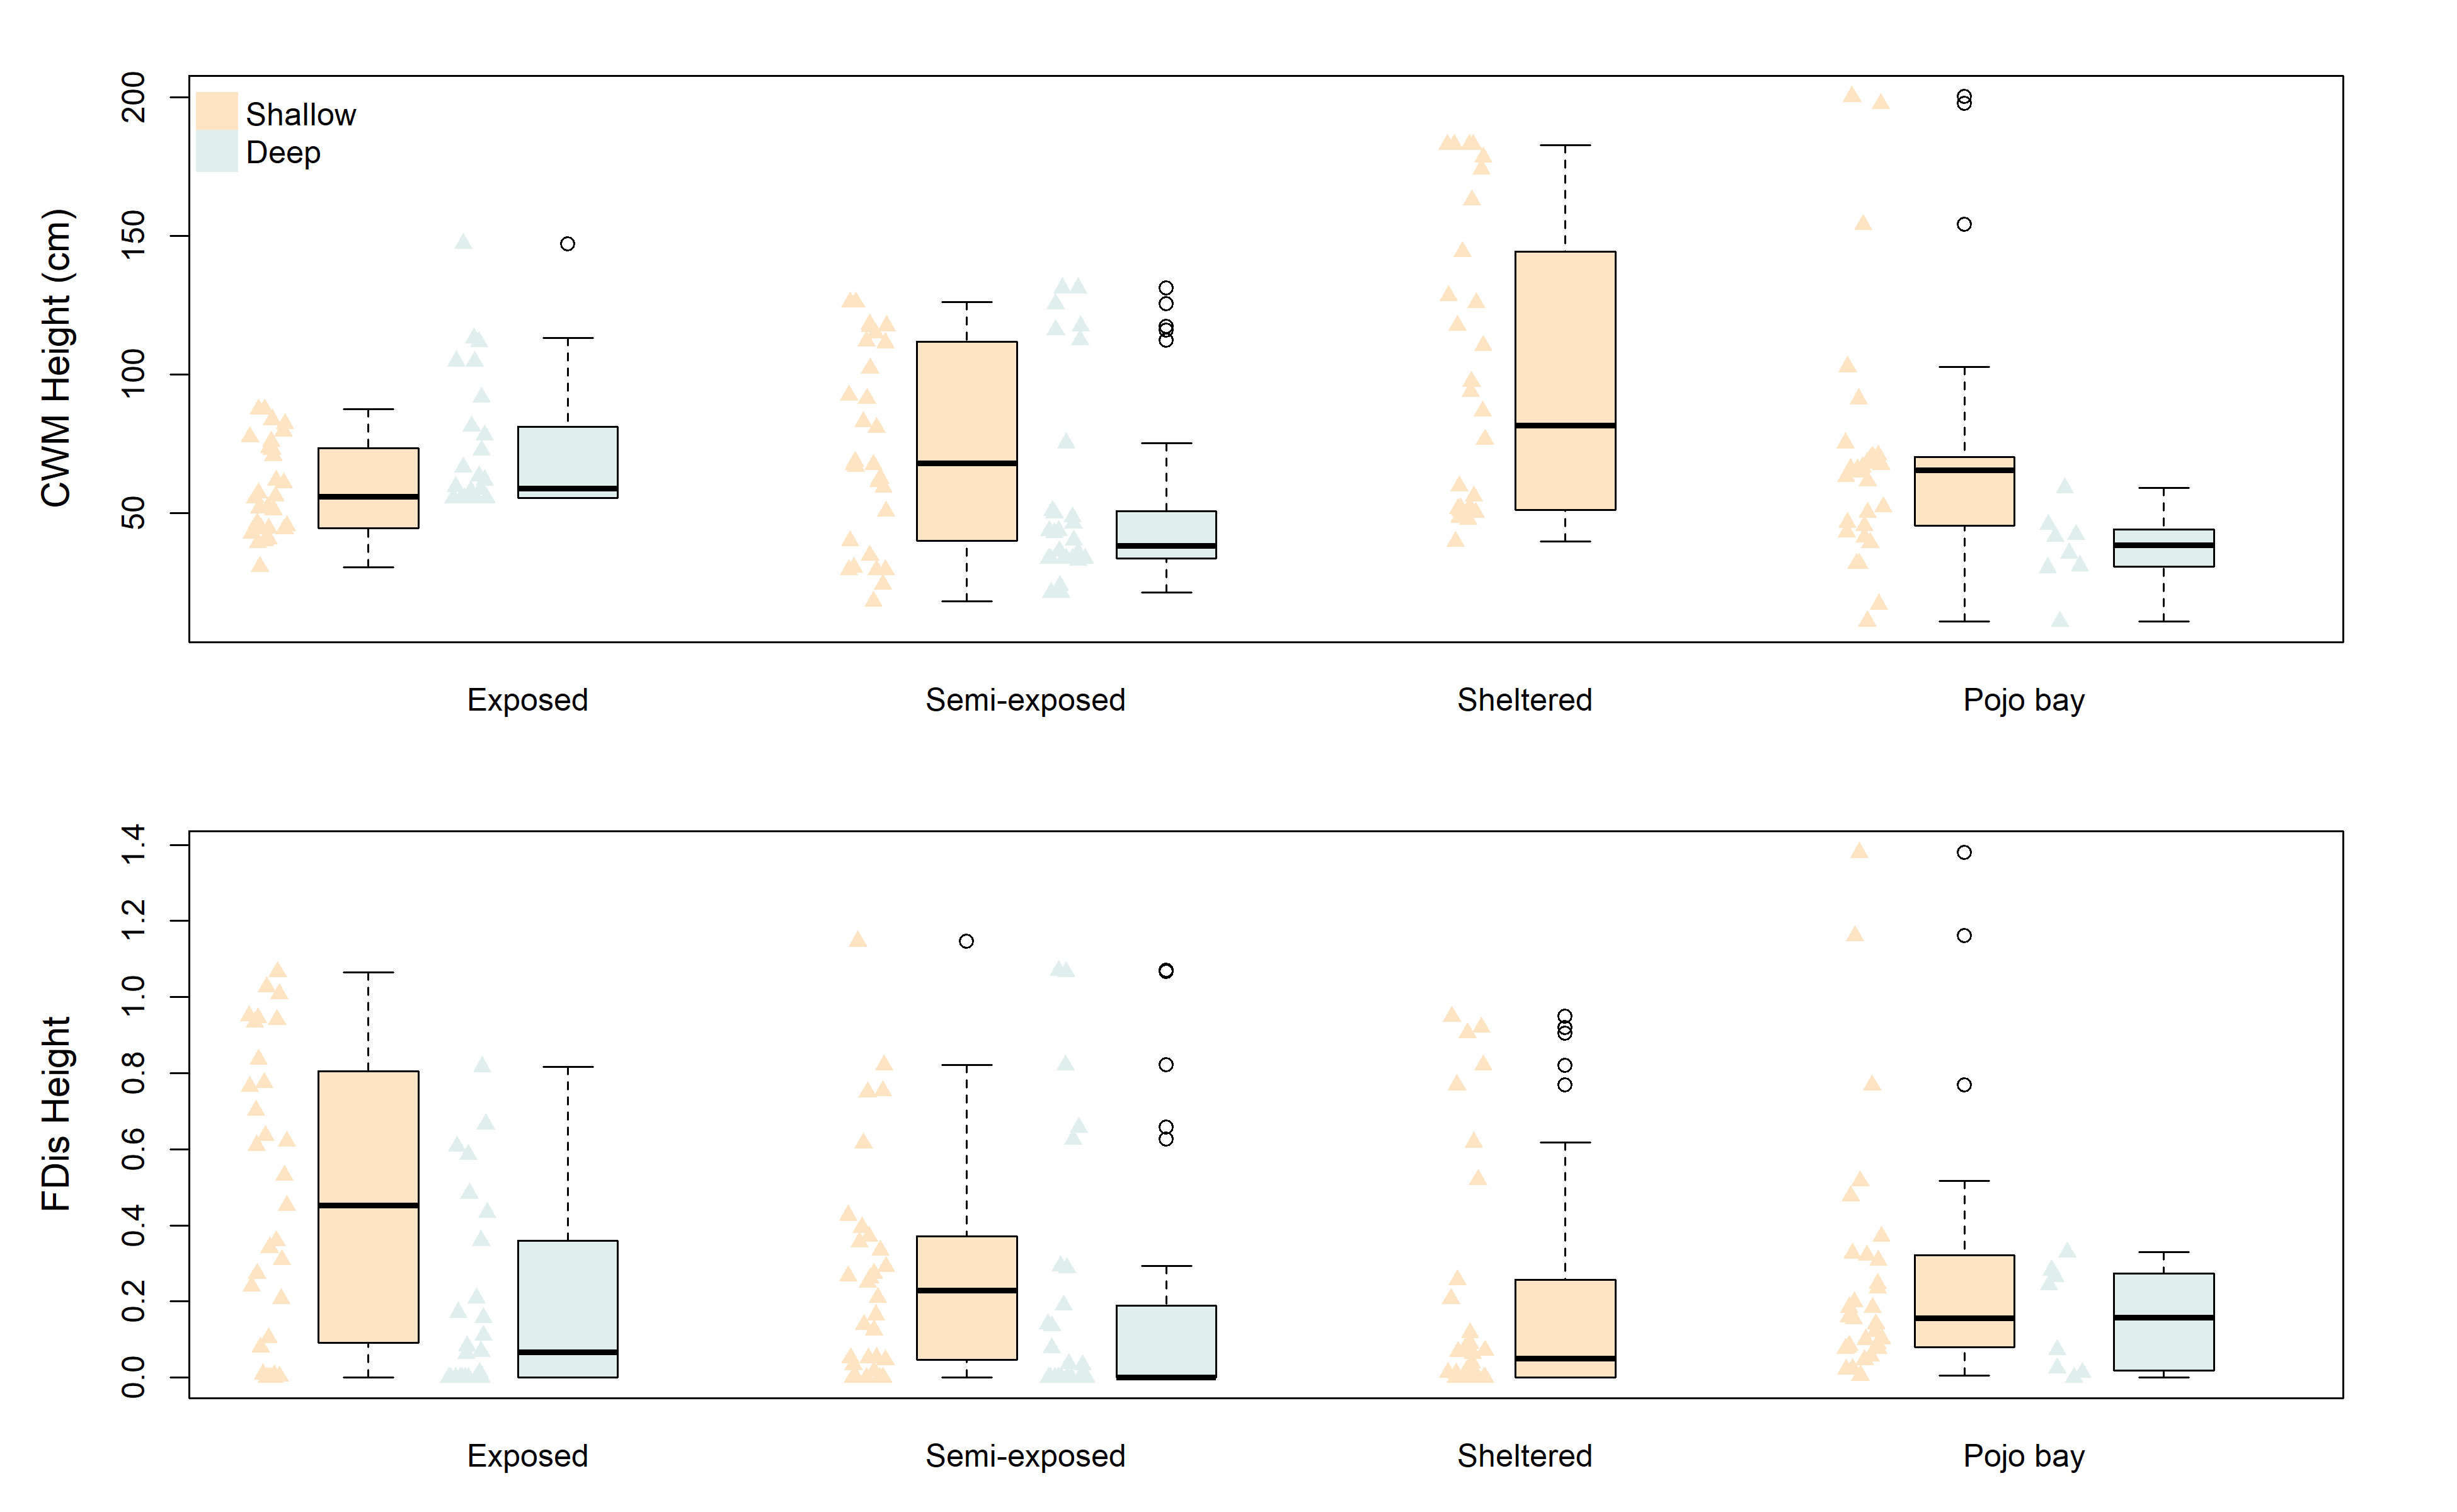 CWM Height (cm)
200
150
100
50
Shallow
Deep
Exposed
Semi-exposed
Sheltered
Pojo bay
FDis Height
1.4
1.2
1.0
0.8
0.6
0.4
0.2
0.0
Exposed
Semi-exposed
Sheltered
Pojo bay